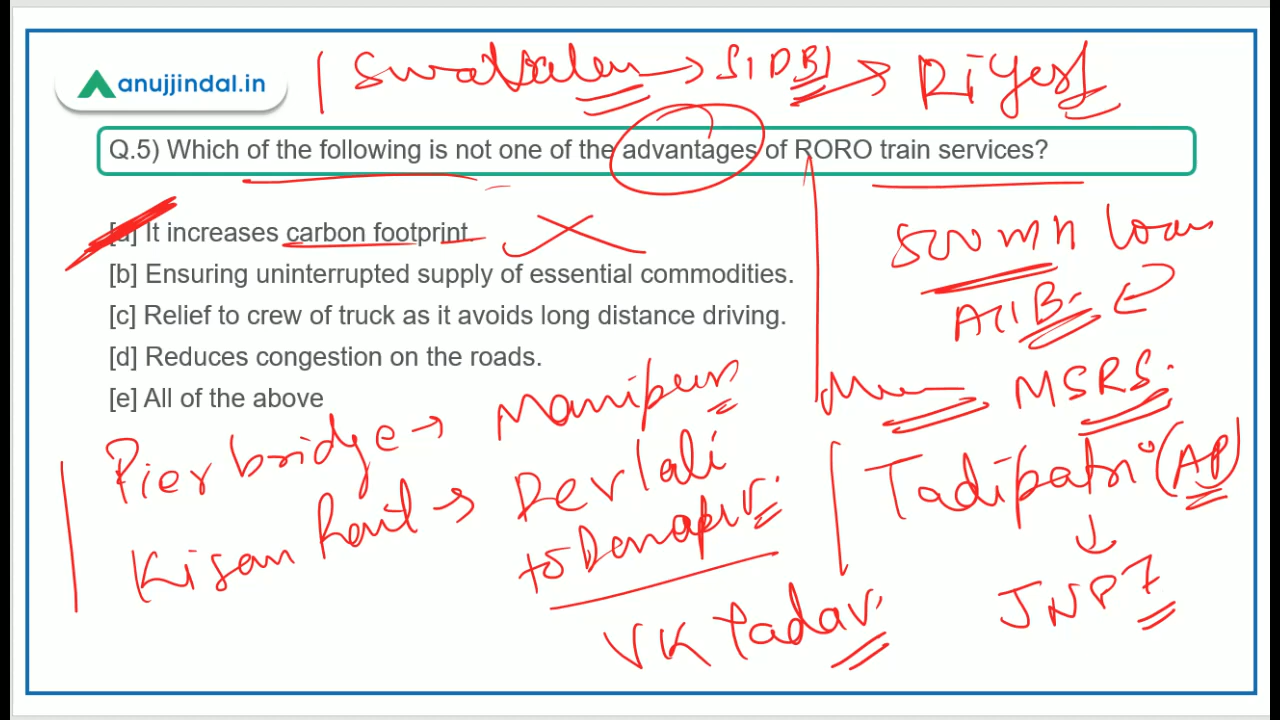 Swavalamban → SIDBI → Ri Yes
anujjindal.in
Q.5) Which of the following is not one of the advantages of RORO train services?
[a] It increases carbon footprint.
[b] Ensuring uninterrupted supply of essential commodities.
[c] Relief to crew of truck as it avoids long distance driving.
[d] Reduces congestion on the roads.
[e] All of the above
500 mn loan
AIIB
MSRS.
Pier bridge → Manipur
Kisan Rail → Devlali
to Danapur.
VK Yadav.
Tadipatri (AP)
↓
JNPT